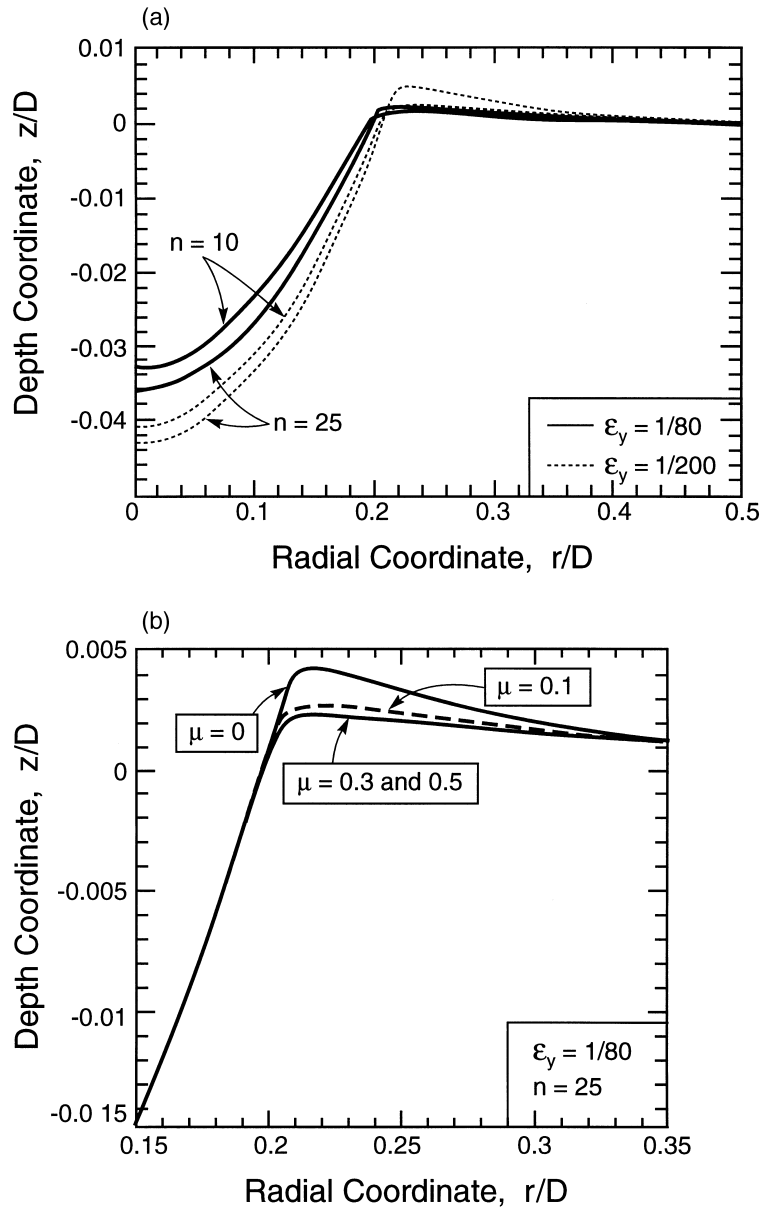 (a)
0.01
0
-0.01
-0.02
-0.03
-0.04
Depth Coordinate, z/D
n = 10
n = 25
εy = 1/80
εy = 1/200
0 0.1 0.2 0.3 0.4 0.5
Radial Coordinate, r/D
(b)
0.005
0
-0.005
-0.01
-0.0 15
Depth Coordinate, z/D
μ = 0.1
μ = 0
μ = 0.3 and 0.5
εy = 1/80
n = 25
0.15 0.2 0.25 0.3 0.35
Radial Coordinate, r/D